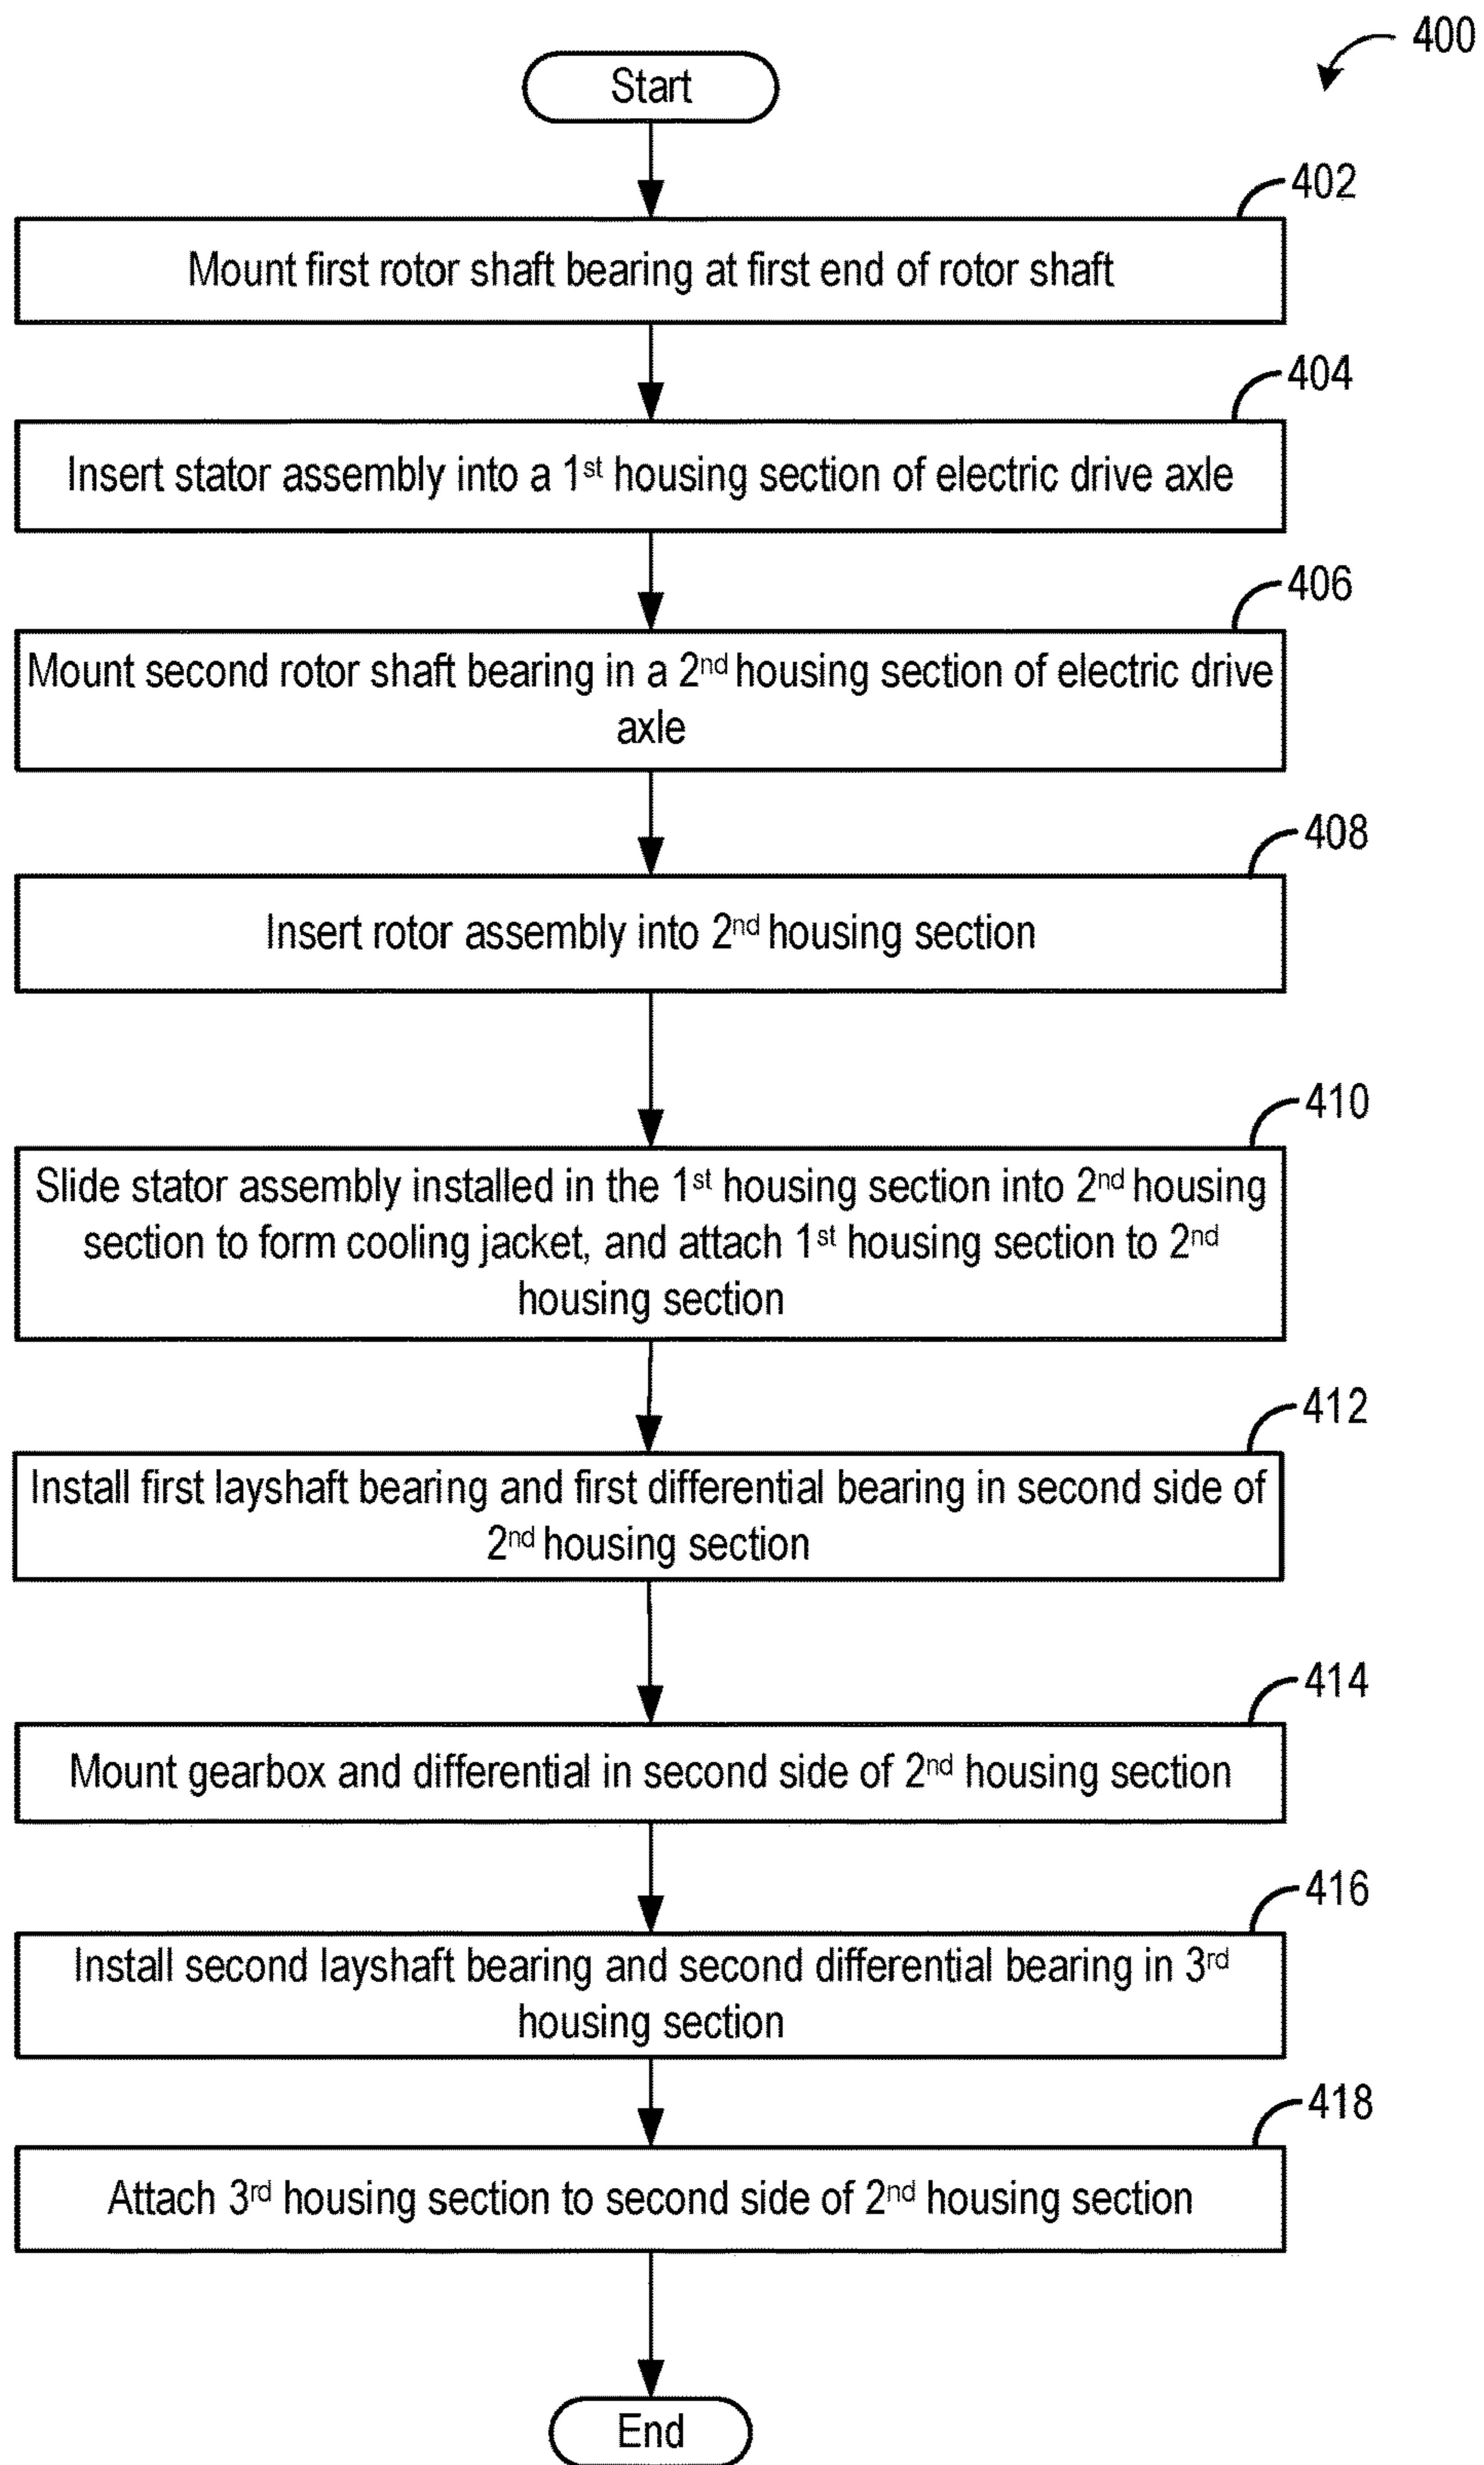 400
Start
402
Mount first rotor shaft bearing at first end of rotor shaft
404
Insert stator assembly into a 1st housing section of electric drive axle
406
Mount second rotor shaft bearing in a 2nd housing section of electric drive
axle
408
Insert rotor assembly into 2nd housing section
410
Slide stator assembly installed in the 1st housing section into 2nd housing
section to form cooling jacket, and attach 1st housing section to 2nd
housing section
412
Install first layshaft bearing and first differential bearing in second side of
2nd housing section
414
Mount gearbox and differential in second side of 2nd housing section
416
Install second layshaft bearing and second differential bearing in 3rd
housing section
418
Attach 3rd housing section to second side of 2nd housing section
End